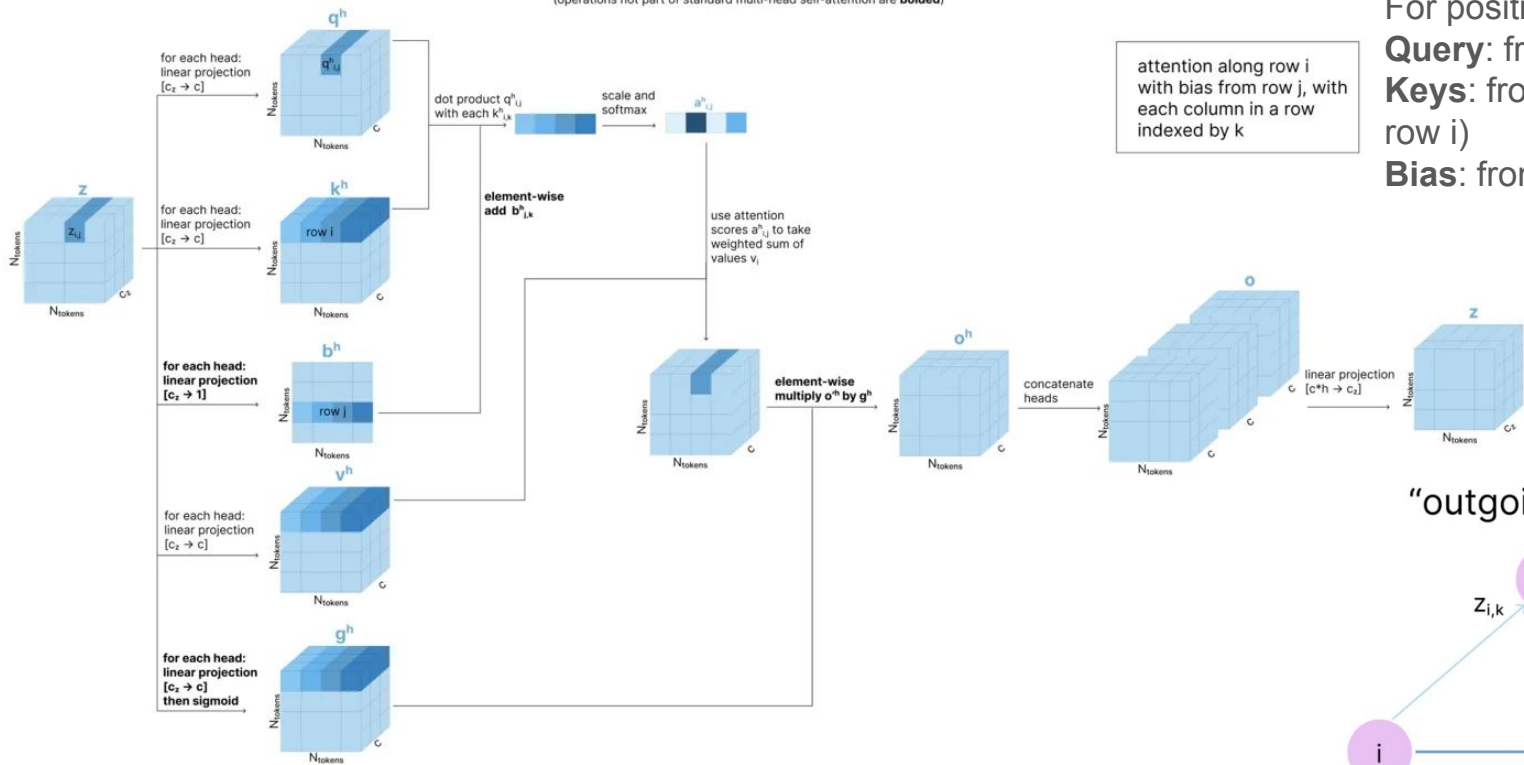 (operations not part of standard multi-head self-attention are bolded)
For positi
Query: fr
Keys: fro
row i)
Bias: fror
attention along row i
with bias from row j, with
each column in a row
indexed by k
z
z_i,j
N_tokens
N_tokens
c_z
for each head:
linear projection
[c_z → c]
q^h
q^h_i,j
N_tokens
N_tokens
c
dot product q^h_i,j
with each k^h_i,k
scale and
softmax
a^h_i,j
for each head:
linear projection
[c_z → c]
k^h
row i
N_tokens
N_tokens
c
element-wise
add b^h_j,k
use attention
scores a^h_i,j to take
weighted sum of
values v_i
for each head:
linear projection
[c_z → 1]
b^h
row j
N_tokens
N_tokens
for each head:
linear projection
[c_z → c]
v^h
N_tokens
N_tokens
c
for each head:
linear projection
[c_z → c]
then sigmoid
g^h
N_tokens
N_tokens
c
N_tokens
N_tokens
c
element-wise
multiply o'^h by g^h
o^h
N_tokens
N_tokens
c
concatenate
heads
o
N_tokens
N_tokens
c
c
c
linear projection
[c*h → c_z]
z
N_tokens
N_tokens
c_z
“outgoi
z_i,k
i